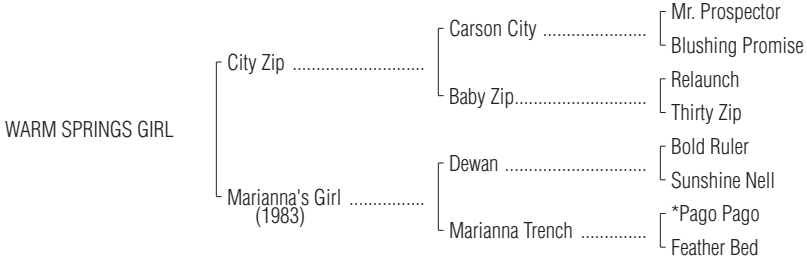 Mr. Prospector
Carson City ......................
Blushing Promise
City Zip ............................
Relaunch
Baby Zip............................
Thirty Zip
WARM SPRINGS GIRL
Bold Ruler
Dewan ..............................
Sunshine Nell
Marianna's Girl ................
(1983)
*Pago Pago
Marianna Trench ..............
Feather Bed